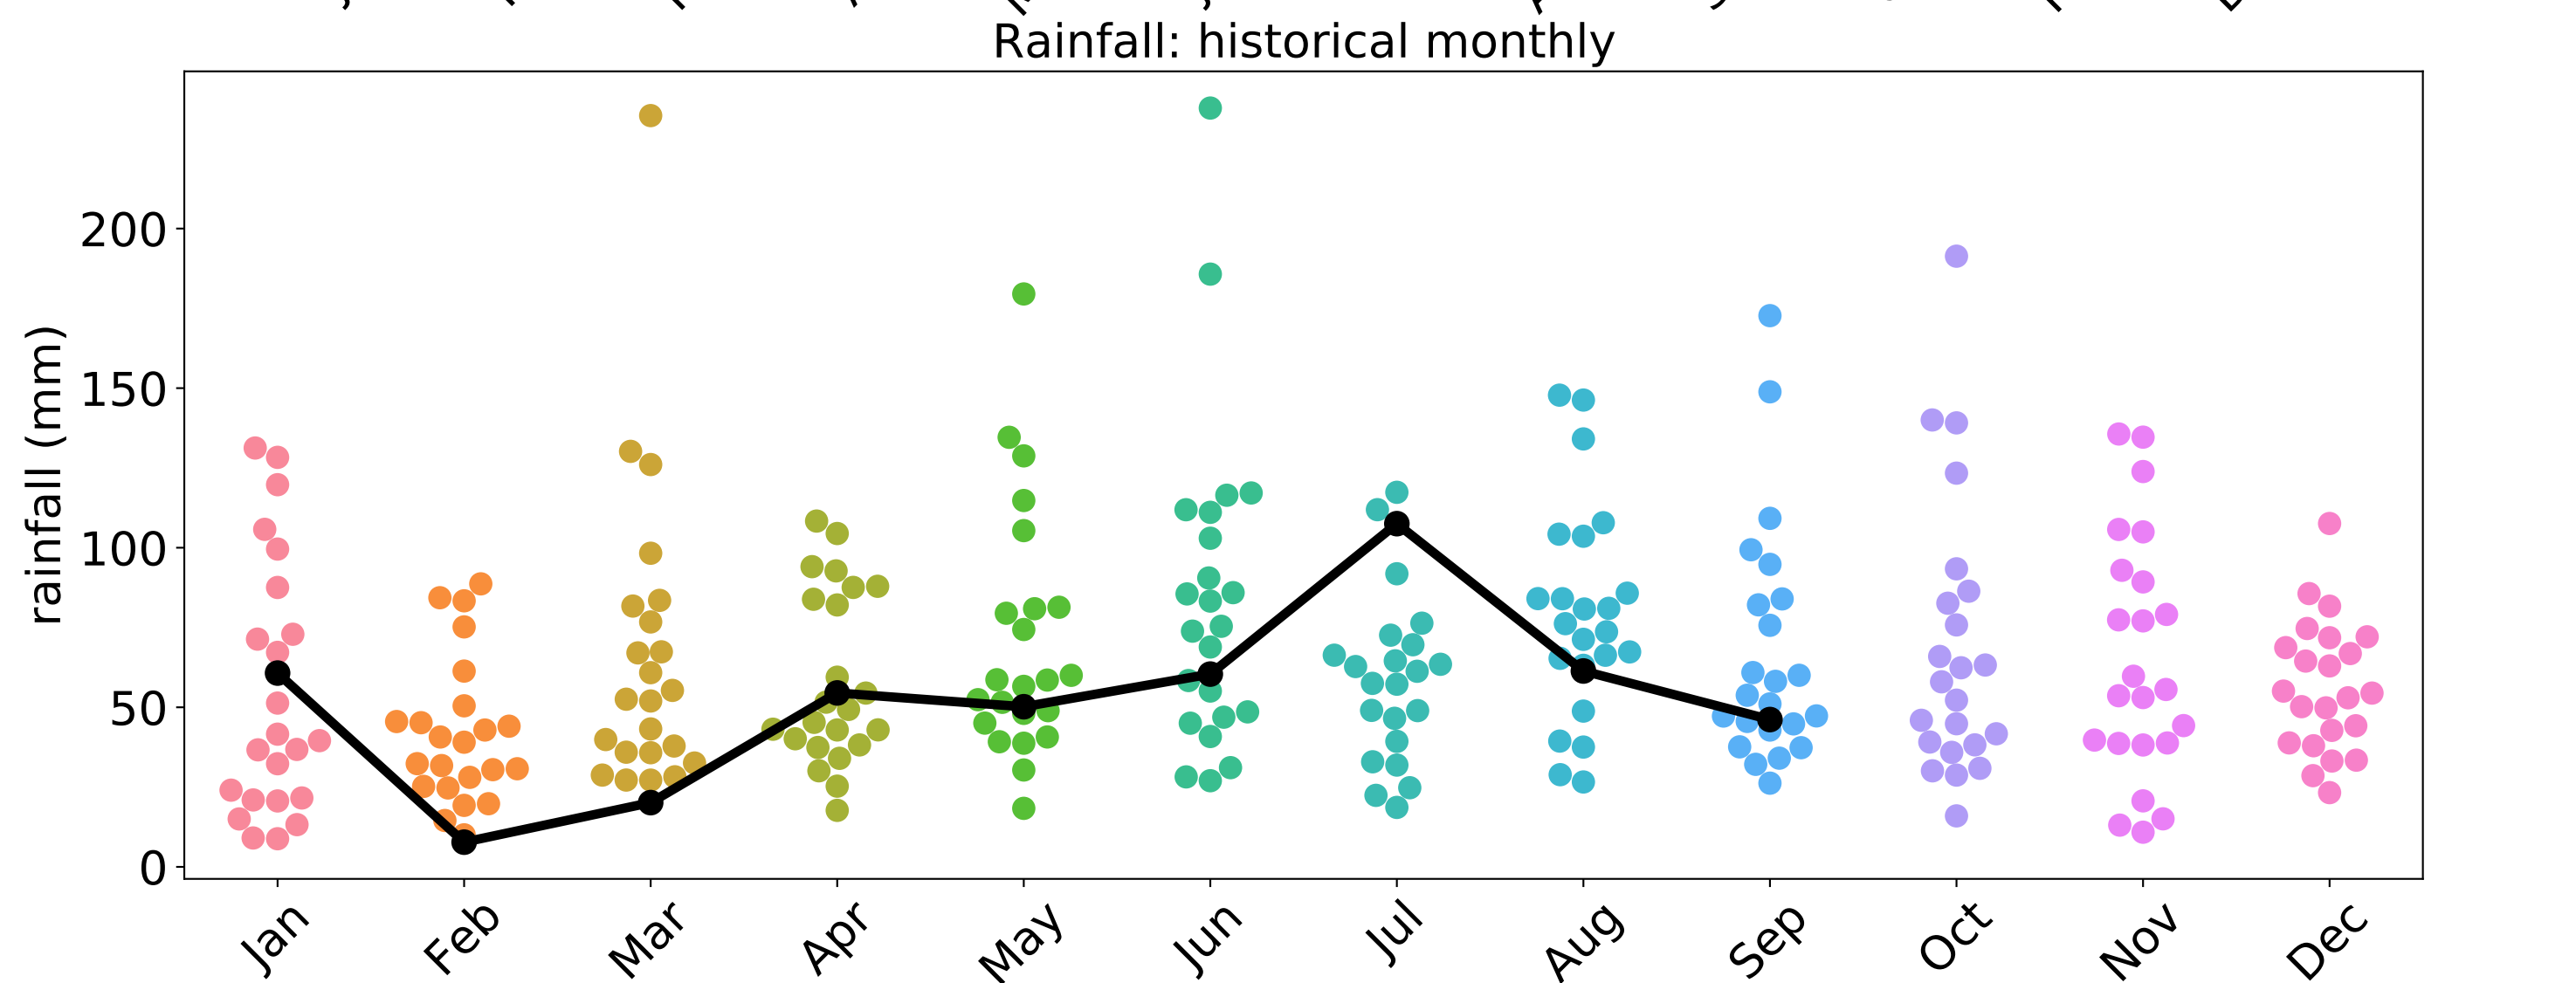 Rainfall: historical monthly
rainfall (mm)
200
150
100
50
0
Jan
Feb
Mar
Apr
May
Jun
Jul
Aug
Sep
Oct
Nov
Dec